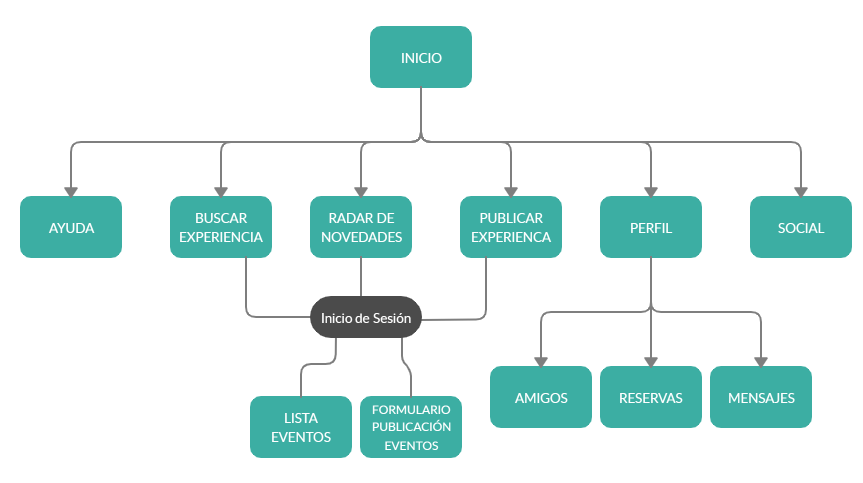 INICIO
AYUDA
BUSCAR
EXPERIENCIA
RADAR DE
NOVEDADES
PUBLICAR
EXPERIENCA
PERFIL
SOCIAL
Inicio de Sesión
LISTA
EVENTOS
FORMULARIO
PUBLICACIÓN
EVENTOS
AMIGOS
RESERVAS
MENSAJES